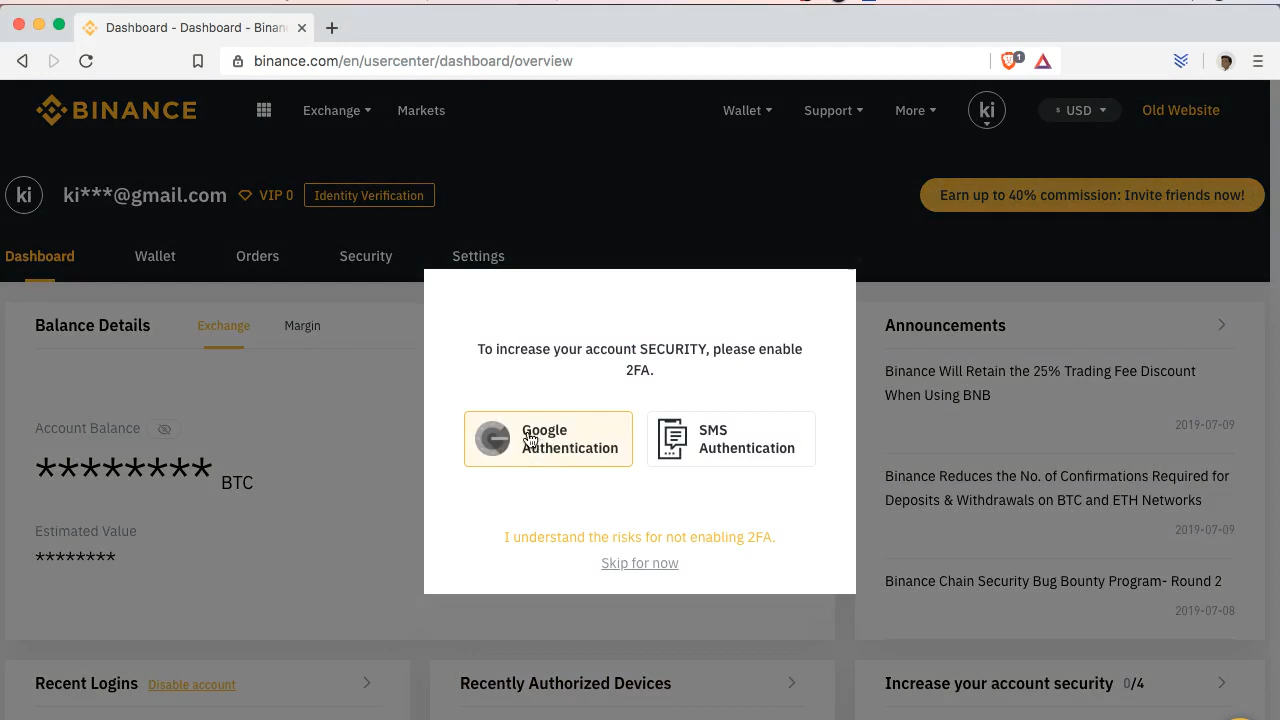 Dashboard - Dashboard - Binan
binance.com/en/usercenter/dashboard/overview
1
BINANCE
Exchange
Markets
Wallet
Support
More
ki
$ USD
Old Website
ki
ki***@gmail.com
VIP 0
Identity Verification
Earn up to 40% commission: Invite friends now!
Dashboard
Wallet
Orders
Security
Settings
Balance Details
Exchange
Margin
Account Balance
******** BTC
Estimated Value
********
To increase your account SECURITY, please enable
2FA.
Google
Authentication
SMS
Authentication
I understand the risks for not enabling 2FA.
Skip for now
Announcements
Binance Will Retain the 25% Trading Fee Discount
When Using BNB
2019-07-09
Binance Reduces the No. of Confirmations Required for
Deposits & Withdrawals on BTC and ETH Networks
2019-07-09
Binance Chain Security Bug Bounty Program- Round 2
2019-07-08
Recent Logins
Disable account
Recently Authorized Devices
Increase your account security 0/4